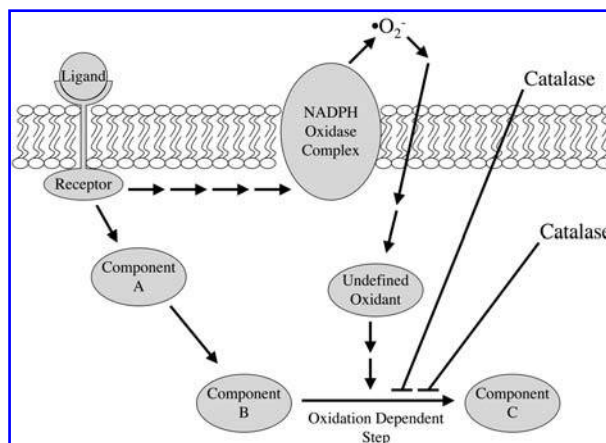 •O₂⁻
Ligand
Catalase
NADPH
Oxidase
Complex
Receptor
Catalase
Component
A
Undefined
Oxidant
Component
B
Component
C
Oxidation Dependent
Step